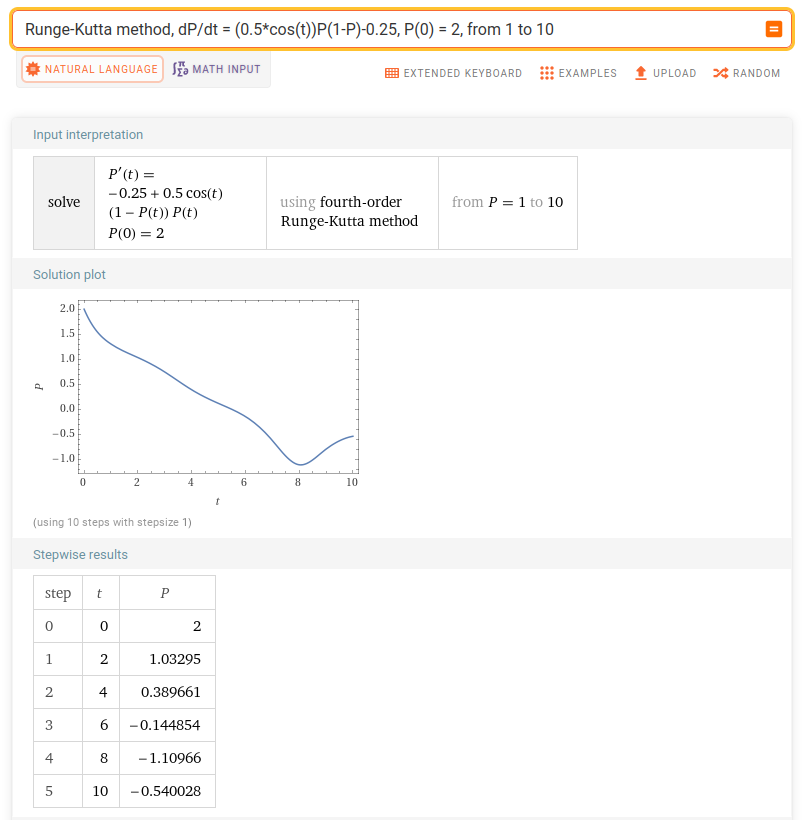 Runge-Kutta method, dP/dt = (0.5*cos(t))P(1-P)-0.25, P(0) = 2, from 1 to 10
NATURAL LANGUAGE
MATH INPUT
EXTENDED KEYBOARD
EXAMPLES
UPLOAD
RANDOM
Input interpretation
solve
P′(t) =
−0.25 + 0.5 cos(t)
(1 − P(t)) P(t)
P(0) = 2
using fourth-order
Runge-Kutta method
from P = 1 to 10
Solution plot
2.0
1.5
1.0
0.5
0.0
−0.5
−1.0
P
0 2 4 6 8 10
t
(using 10 steps with stepsize 1)
Stepwise results
step t P
0 0 2
1 2 1.03295
2 4 0.389661
3 6 −0.144854
4 8 −1.10966
5 10 −0.540028